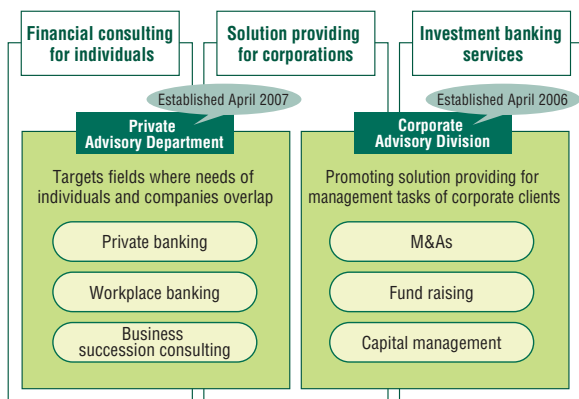 Financial consulting
for individuals
Solution providing
for corporations
Investment banking
services
Established April 2007
Private
Advisory Department
Targets fields where needs of
individuals and companies overlap
Private banking
Workplace banking
Business
succession consulting
Established April 2006
Corporate
Advisory Division
Promoting solution providing for
management tasks of corporate clients
M&As
Fund raising
Capital management